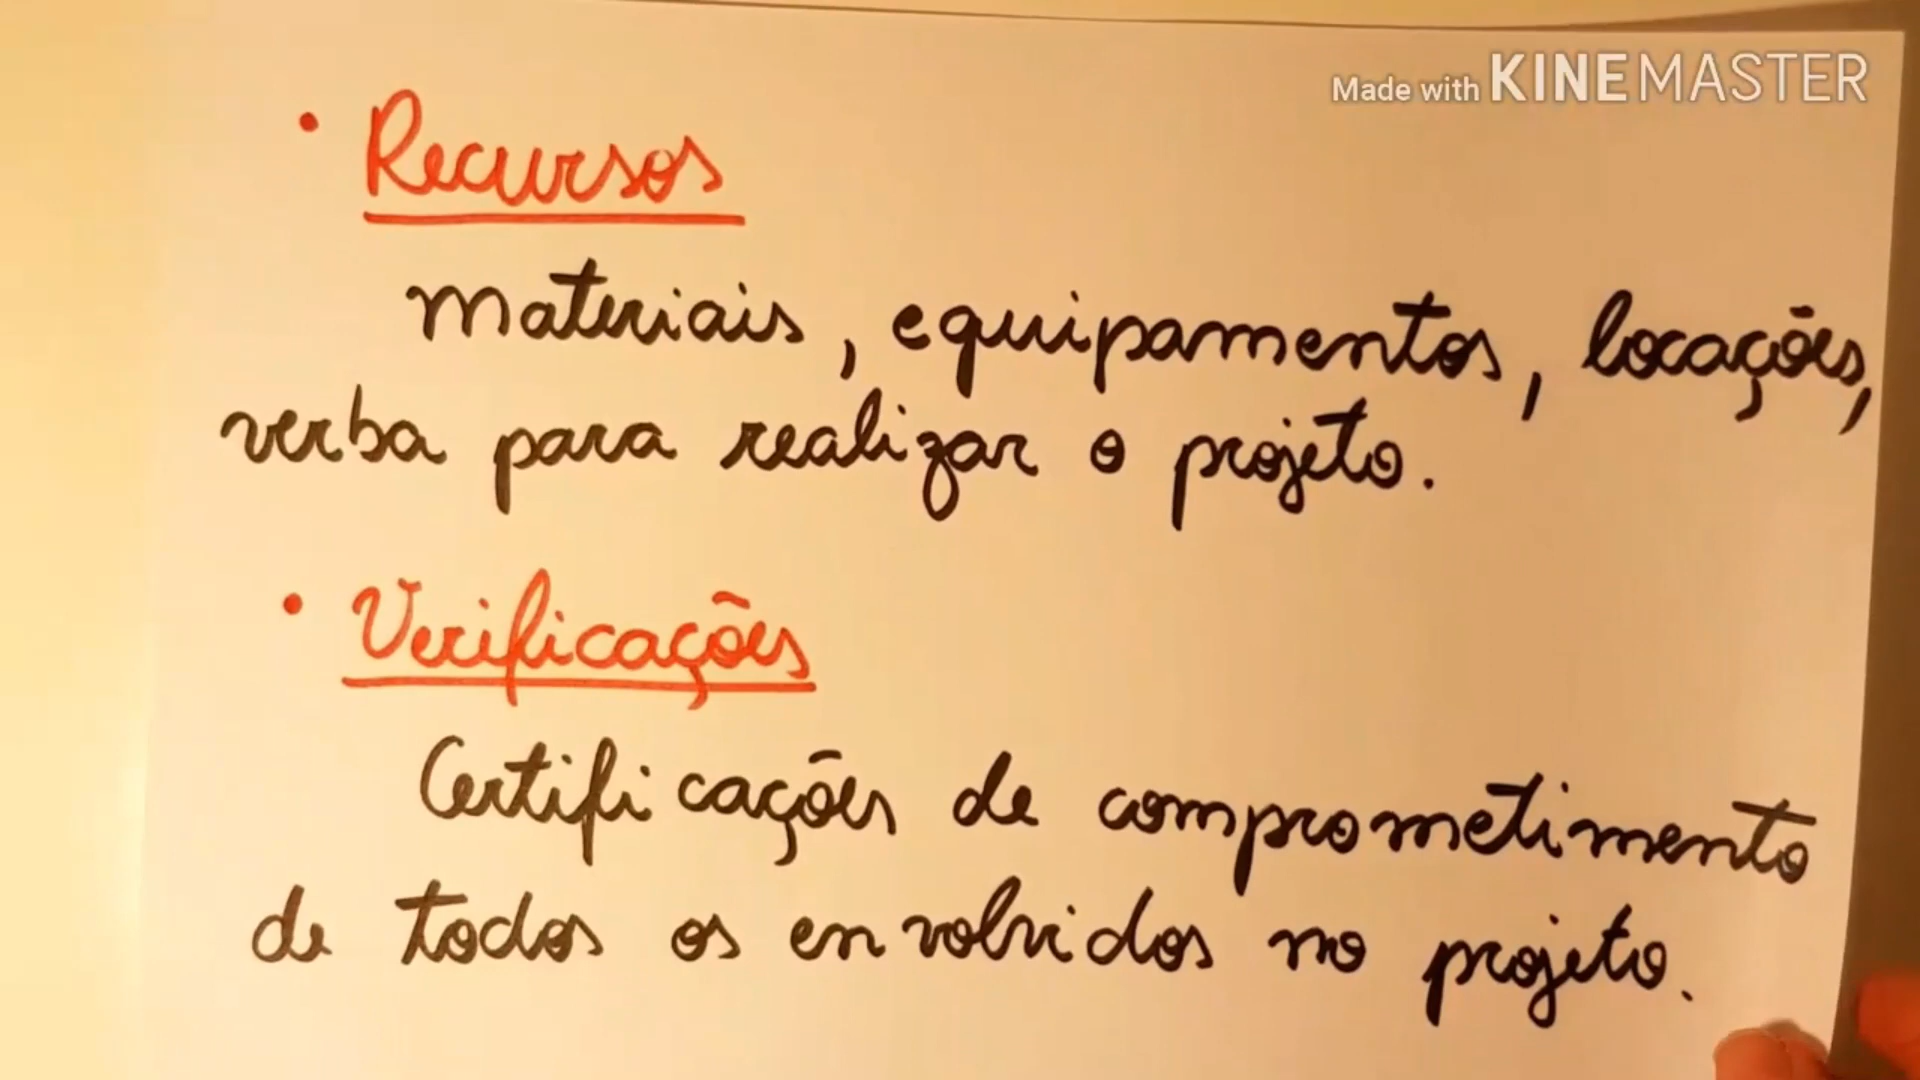 Made with KINEMASTER
• Recursos
materiais, equipamentos, locações,
verba para realizar o projeto.
• Verificações
Certificações de comprometimento
de todos os envolvidos no projeto.